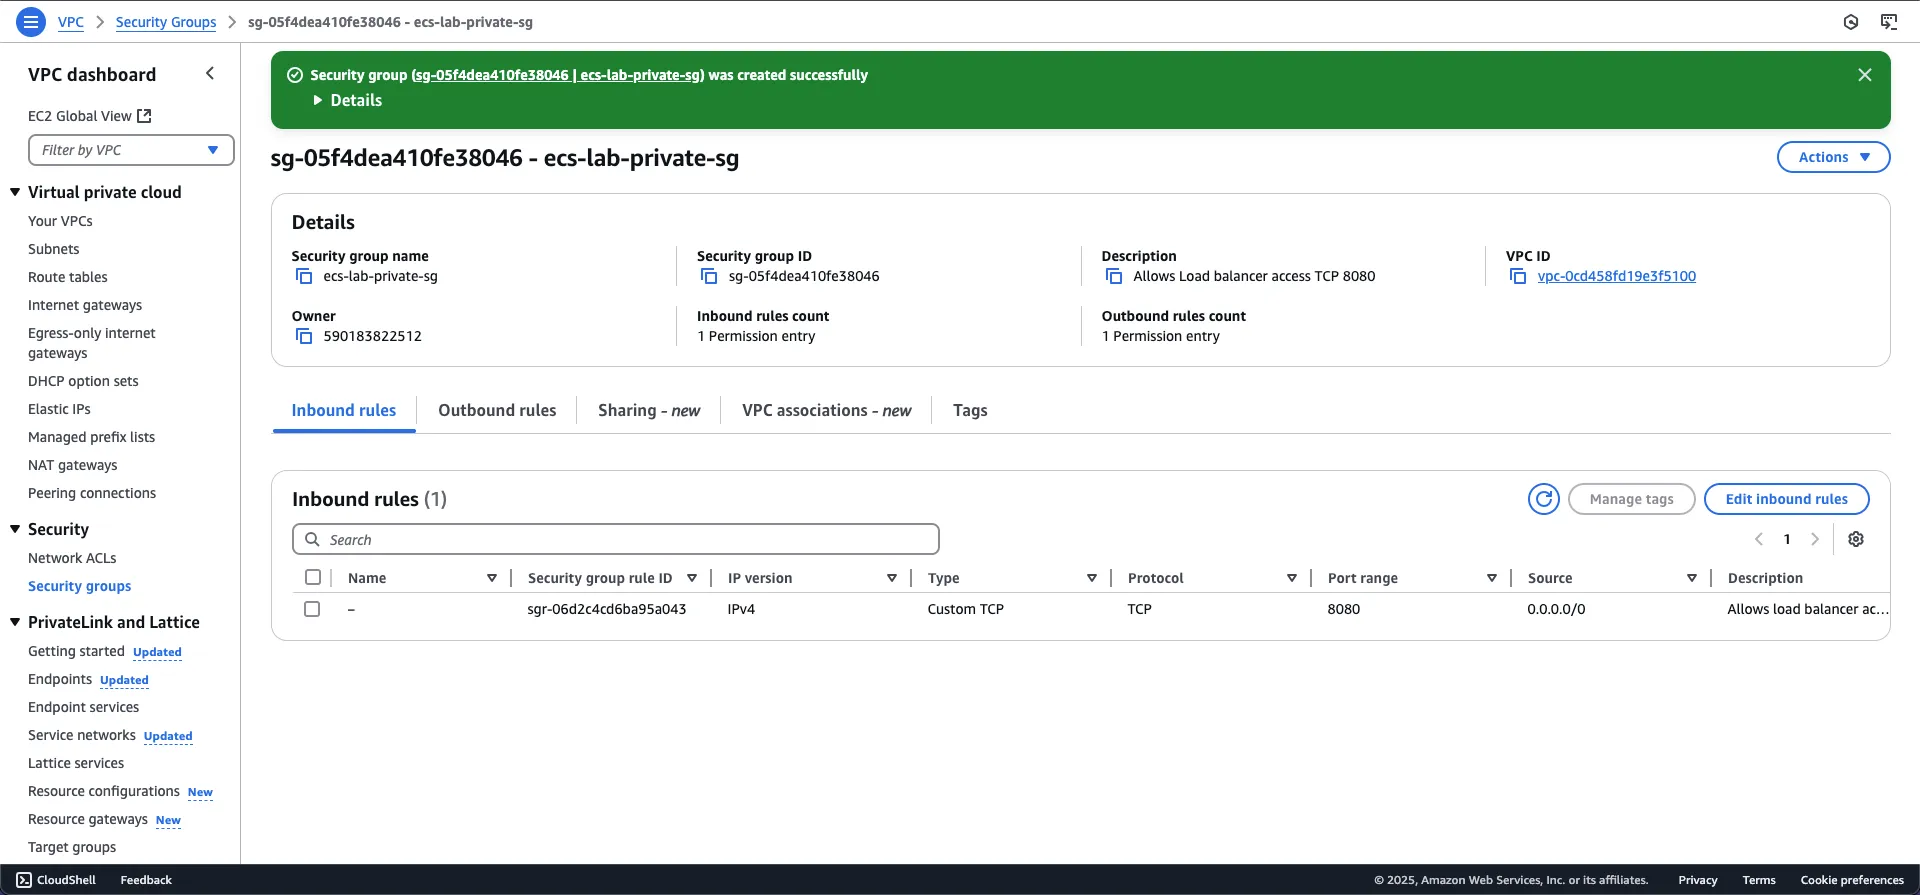 VPC > Security Groups > sg-05f4dea410fe38046 - ecs-lab-private-sg
VPC dashboard
EC2 Global View
Filter by VPC
Virtual private cloud
Your VPCs
Subnets
Route tables
Internet gateways
Egress-only internet
gateways
DHCP option sets
Elastic IPs
Managed prefix lists
NAT gateways
Peering connections
Security
Network ACLs
Security groups
PrivateLink and Lattice
Getting started Updated
Endpoints Updated
Endpoint services
Service networks Updated
Lattice services
Resource configurations New
Resource gateways New
Target groups
Security group (sg-05f4dea410fe38046 | ecs-lab-private-sg) was created successfully
Details
sg-05f4dea410fe38046 - ecs-lab-private-sg
Actions
Details
Security group name
ecs-lab-private-sg
Security group ID
sg-05f4dea410fe38046
Description
Allows Load balancer access TCP 8080
VPC ID
vpc-0cd458fd19e3f5100
Owner
590183822512
Inbound rules count
1 Permission entry
Outbound rules count
1 Permission entry
Inbound rules Outbound rules Sharing - new VPC associations - new Tags
Inbound rules (1)
Manage tags Edit inbound rules
Search
1
Name Security group rule ID IP version Type Protocol Port range Source Description
– sgr-06d2c4cd6ba95a043 IPv4 Custom TCP TCP 8080 0.0.0.0/0 Allows load balancer ac...
CloudShell Feedback © 2025, Amazon Web Services, Inc. or its affiliates. Privacy Terms Cookie preferences